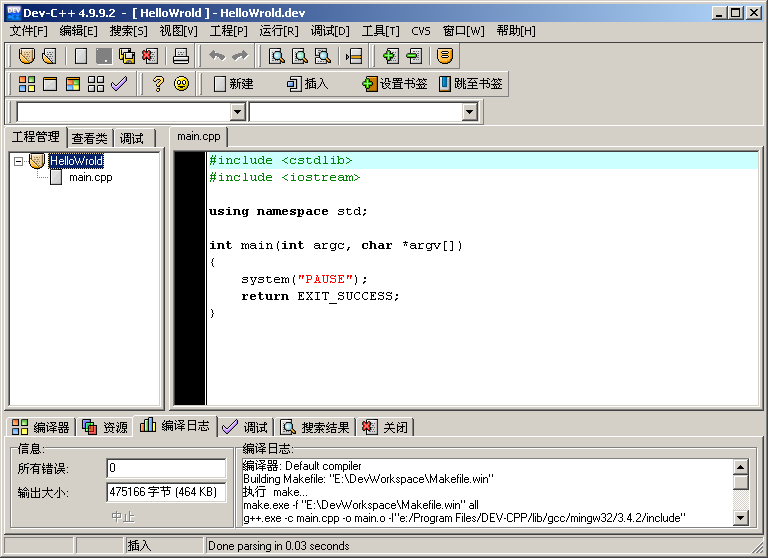 Dev-C++ 4.9.9.2 - [ HelloWrold ] - HelloWrold.dev
文件[F] 编辑[E] 搜索[S] 视图[V] 工程[P] 运行[R] 调试[D] 工具[T] CVS 窗口[W] 帮助[H]
新建 插入 设置书签 跳至书签
工程管理 查看类 调试
HelloWrold
main.cpp
main.cpp
#include <cstdlib>
#include <iostream>
using namespace std;
int main(int argc, char *argv[])
{
system("PAUSE");
return EXIT_SUCCESS;
}
编译器 资源 编译日志 调试 搜索结果 关闭
信息:
所有错误: 0
输出大小: 475166 字节 (464 KB)
中止
编译日志:
编译器: Default compiler
Building Makefile: "E:\DevWorkspace\Makefile.win"
执行 make...
make.exe -f "E:\DevWorkspace\Makefile.win" all
g++.exe -c main.cpp -o main.o -I"e:/Program Files/DEV-CPP/lib/gcc/mingw32/3.4.2/include"
插入 Done parsing in 0.03 seconds